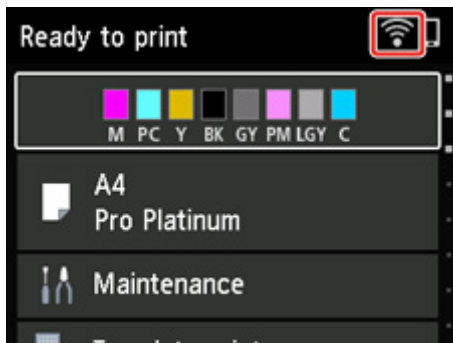 Ready to print
M PC Y BK GY PM LGY C
A4
Pro Platinum
Maintenance